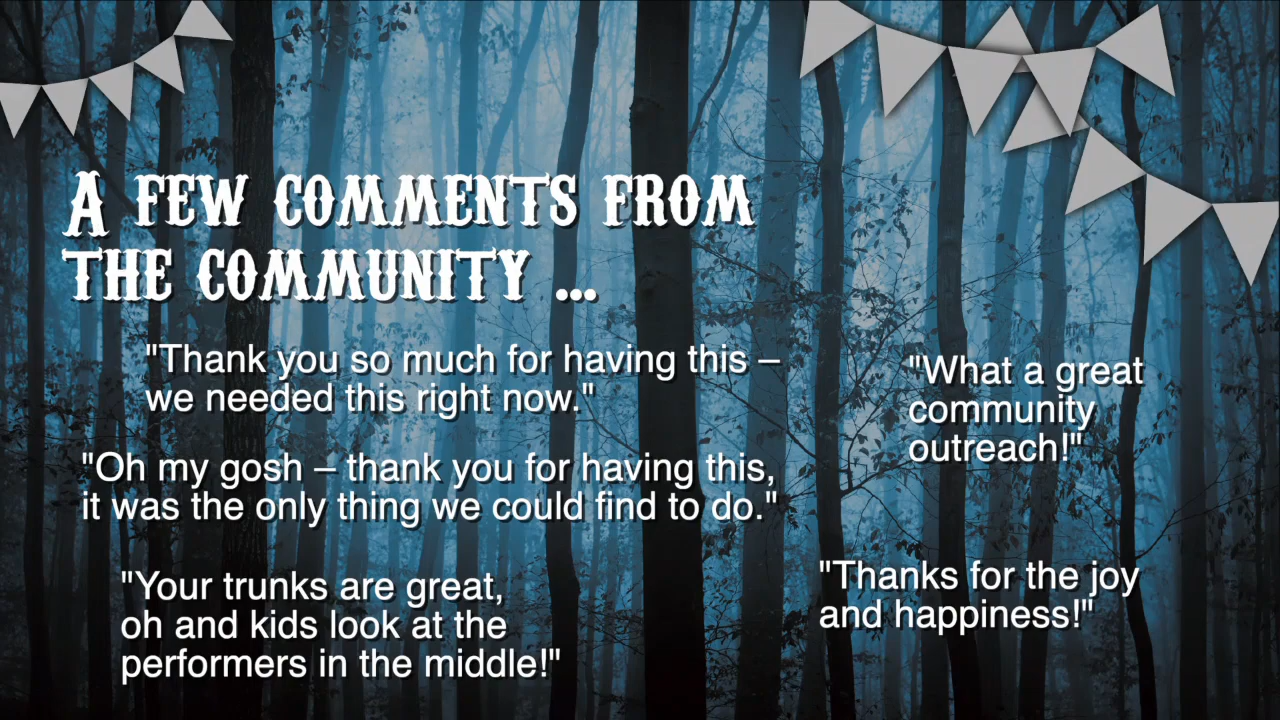 A FEW COMMENTS FROM
THE COMMUNITY ...
"Thank you so much for having this –
we needed this right now."
"Oh my gosh – thank you for having this,
it was the only thing we could find to do."
"Your trunks are great,
oh and kids look at the
performers in the middle!"
"What a great
community
outreach!"
"Thanks for the joy
and happiness!"